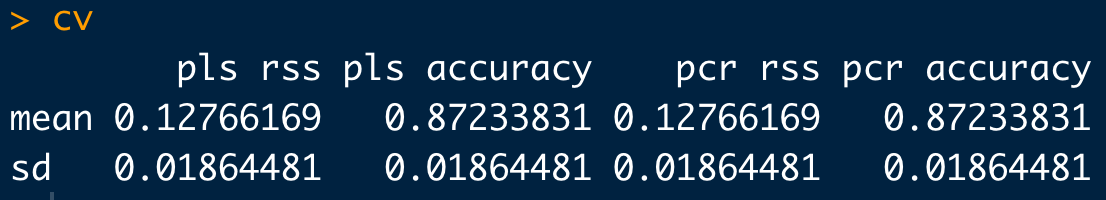 > cv
pls rss pls accuracy pcr rss pcr accuracy
mean 0.12766169 0.87233831 0.12766169 0.87233831
sd 0.01864481 0.01864481 0.01864481 0.01864481